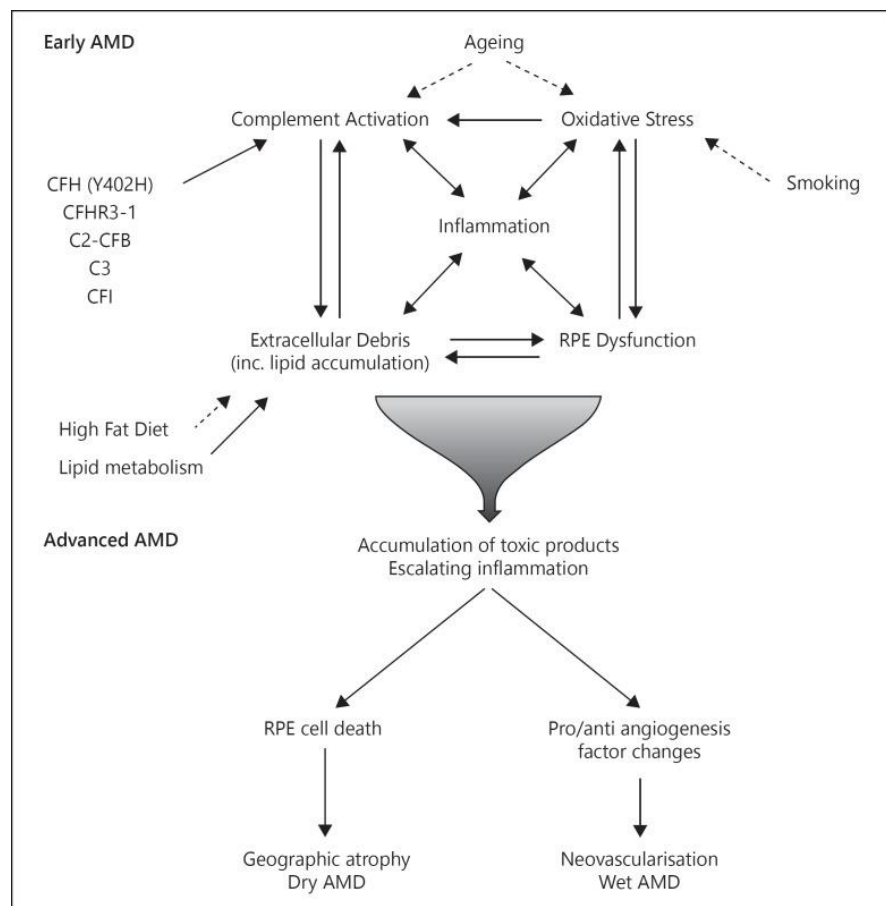 Early AMD
Ageing
Complement Activation
Oxidative Stress
CFH (Y402H)
CFHR3-1
C2-CFB
C3
CFI
Smoking
Inflammation
Extracellular Debris
(inc. lipid accumulation)
RPE Dysfunction
High Fat Diet
Lipid metabolism
Advanced AMD
Accumulation of toxic products
Escalating inflammation
RPE cell death
Pro/anti angiogenesis
factor changes
Geographic atrophy
Dry AMD
Neovascularisation
Wet AMD